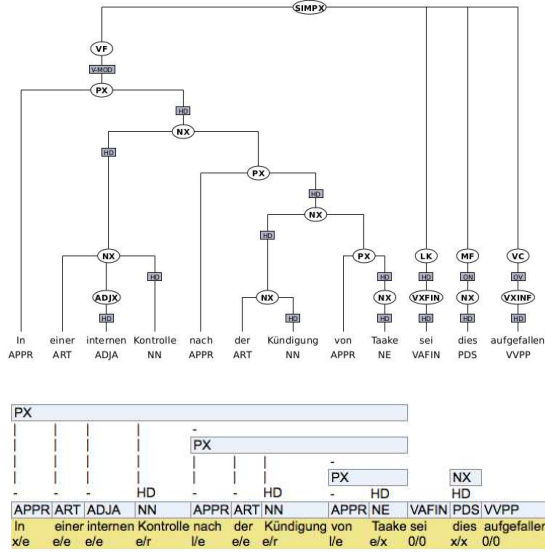 SIMPX
VF
V-MOD
PX
HD
NX
HD
PX
HD
NX
HD
NX PX LK MF VC
HD HD HD ON OV
ADJX NX NX VXFIN NX VXINF
HD HD HD HD HD HD
In einer internen Kontrolle nach der Kündigung von Taake sei dies aufgefallen
APPR ART ADJA NN APPR ART NN APPR NE VAFIN PDS VVPP
PX
| | | | -
| | | | PX
| | | | | | | -
| | | | | | | PX NX
- - - HD - - HD - HD HD
APPR ART ADJA NN APPR ART NN APPR NE VAFIN PDS VVPP
In einer internen Kontrolle nach der Kündigung von Taake sei dies aufgefallen
x/e e/e e/e e/r l/e e/e e/r l/e e/x 0/0 x/x 0/0